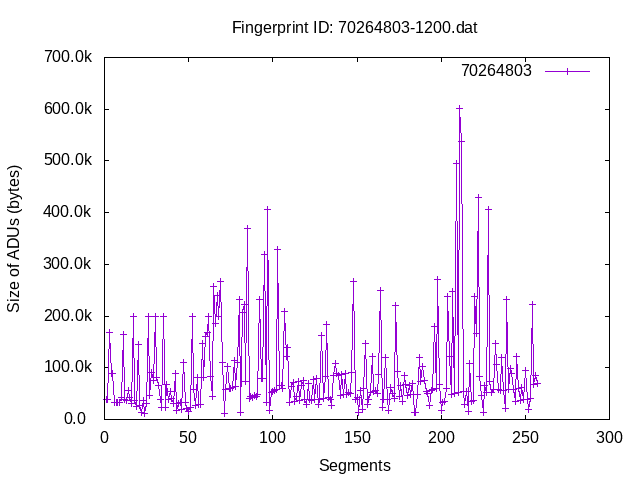 Fingerprint ID: 70264803-1200.dat
700.0k
70264803
600.0k
500.0k
400.0k
300.0k
200.0k
100.0k
0.0
Size of ADUs (bytes)
0 50 100 150 200 250 300
Segments